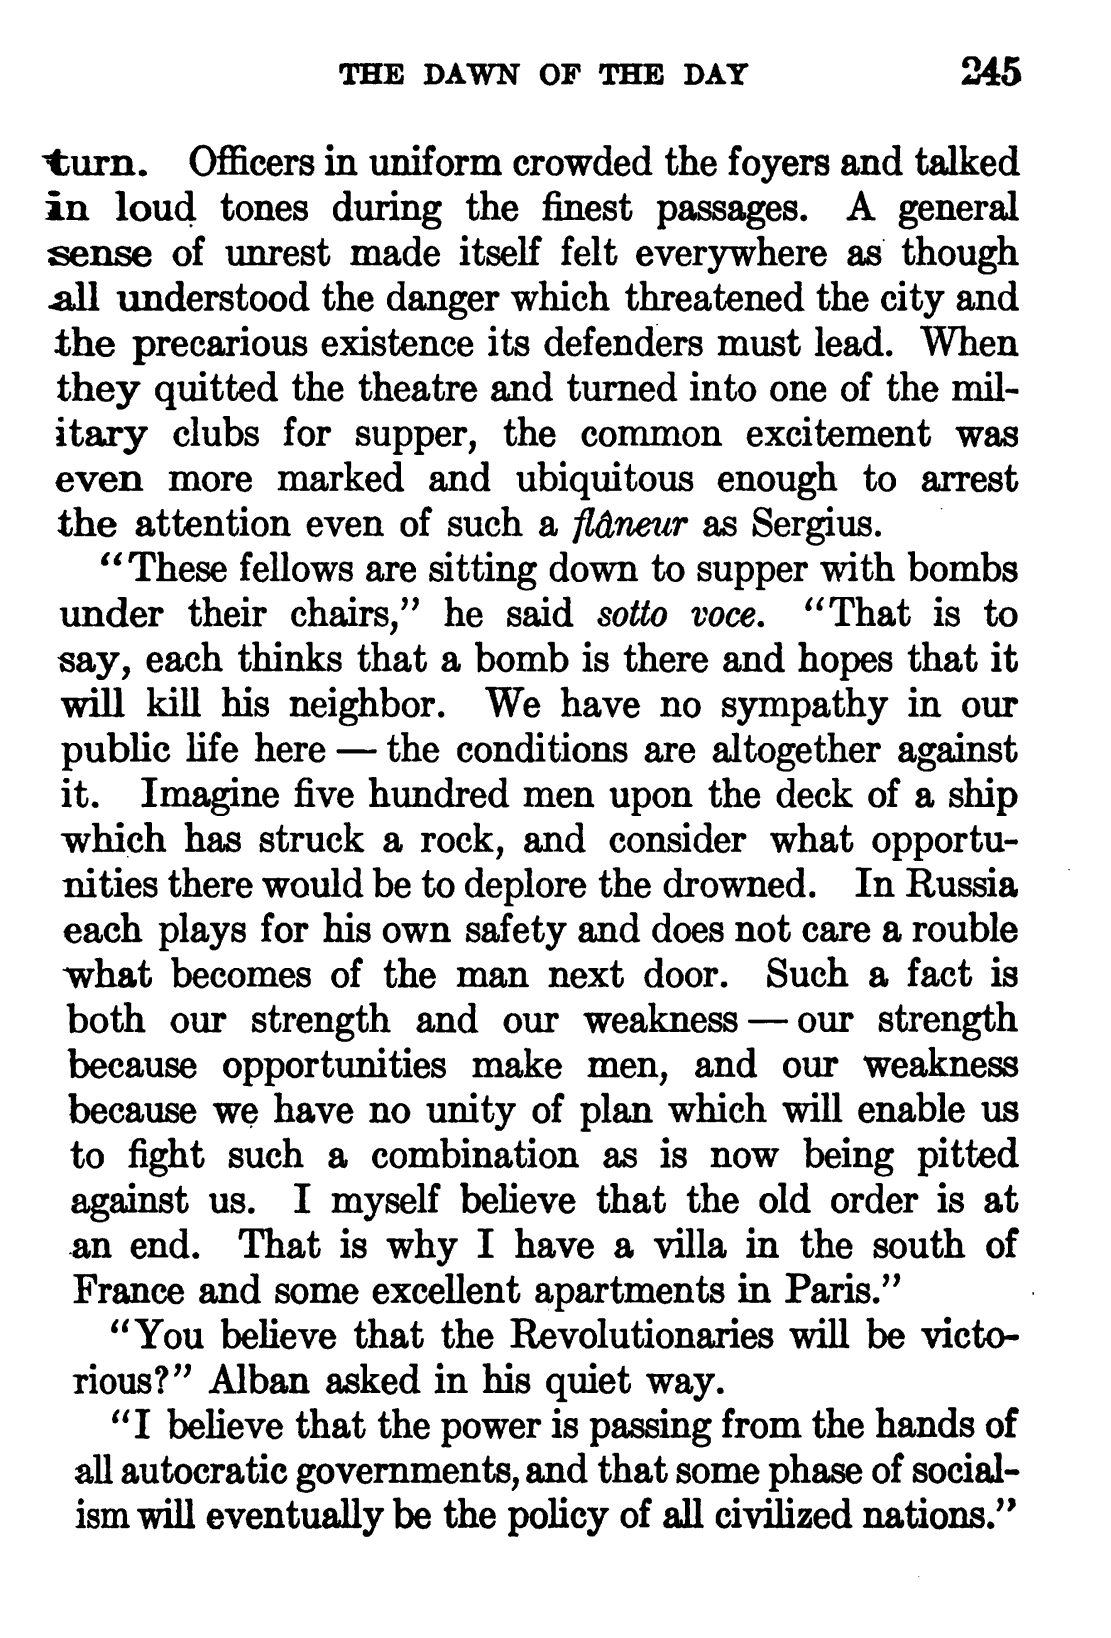 THE DAWN OF THE DAY 245
turn. Officers in uniform crowded the foyers and talked
in loud tones during the finest passages. A general
sense of unrest made itself felt everywhere as though
all understood the danger which threatened the city and
the precarious existence its defenders must lead. When
they quitted the theatre and turned into one of the mil-
itary clubs for supper, the common excitement was
even more marked and ubiquitous enough to arrest
the attention even of such a flâneur as Sergius.
"These fellows are sitting down to supper with bombs
under their chairs," he said sotto voce. "That is to
say, each thinks that a bomb is there and hopes that it
will kill his neighbor. We have no sympathy in our
public life here — the conditions are altogether against
it. Imagine five hundred men upon the deck of a ship
which has struck a rock, and consider what opportu-
nities there would be to deplore the drowned. In Russia
each plays for his own safety and does not care a rouble
what becomes of the man next door. Such a fact is
both our strength and our weakness — our strength
because opportunities make men, and our weakness
because we have no unity of plan which will enable us
to fight such a combination as is now being pitted
against us. I myself believe that the old order is at
an end. That is why I have a villa in the south of
France and some excellent apartments in Paris."
"You believe that the Revolutionaries will be victo-
rious?" Alban asked in his quiet way.
"I believe that the power is passing from the hands of
all autocratic governments, and that some phase of social-
ism will eventually be the policy of all civilized nations."